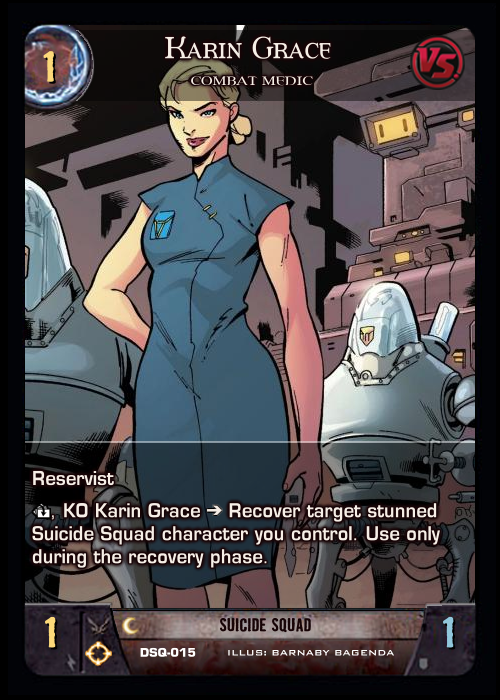 1
Karin Grace
VS.
Combat Medic
Reservist
, KO Karin Grace ➔ Recover target stunned
Suicide Squad character you control. Use only
during the recovery phase.
1
SUICIDE SQUAD
1
DSQ-015 ILLUS: BARNABY BAGENDA